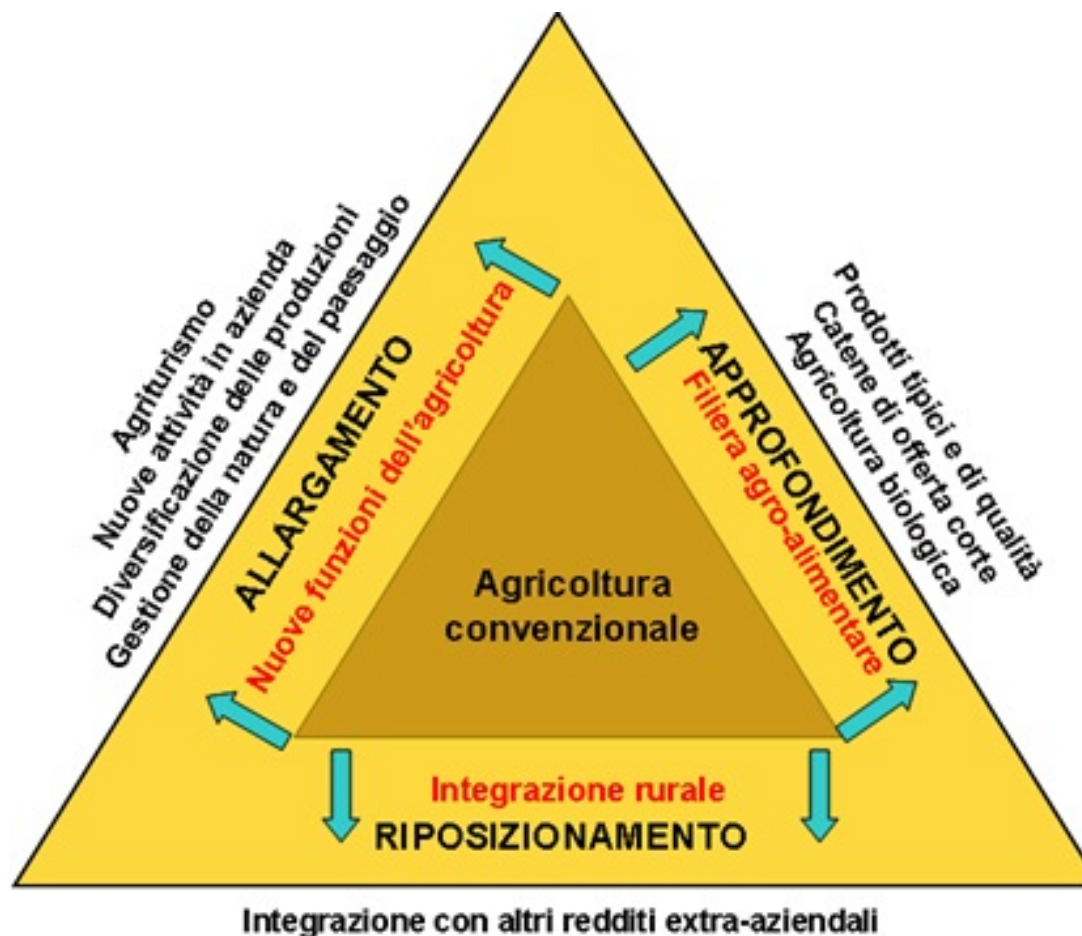 Agriturismo
Nuove attività in azienda
Diversificazione delle produzioni
Gestione della natura e del paesaggio
ALLARGAMENTO
Nuove funzioni dell'agricoltura
Prodotti tipici e di qualità
Catene di offerta corte
Agricoltura biologica
APPROFONDIMENTO
Filiera agro-alimentare
Agricoltura
convenzionale
Integrazione rurale
RIPOSIZIONAMENTO
Integrazione con altri redditi extra-aziendali